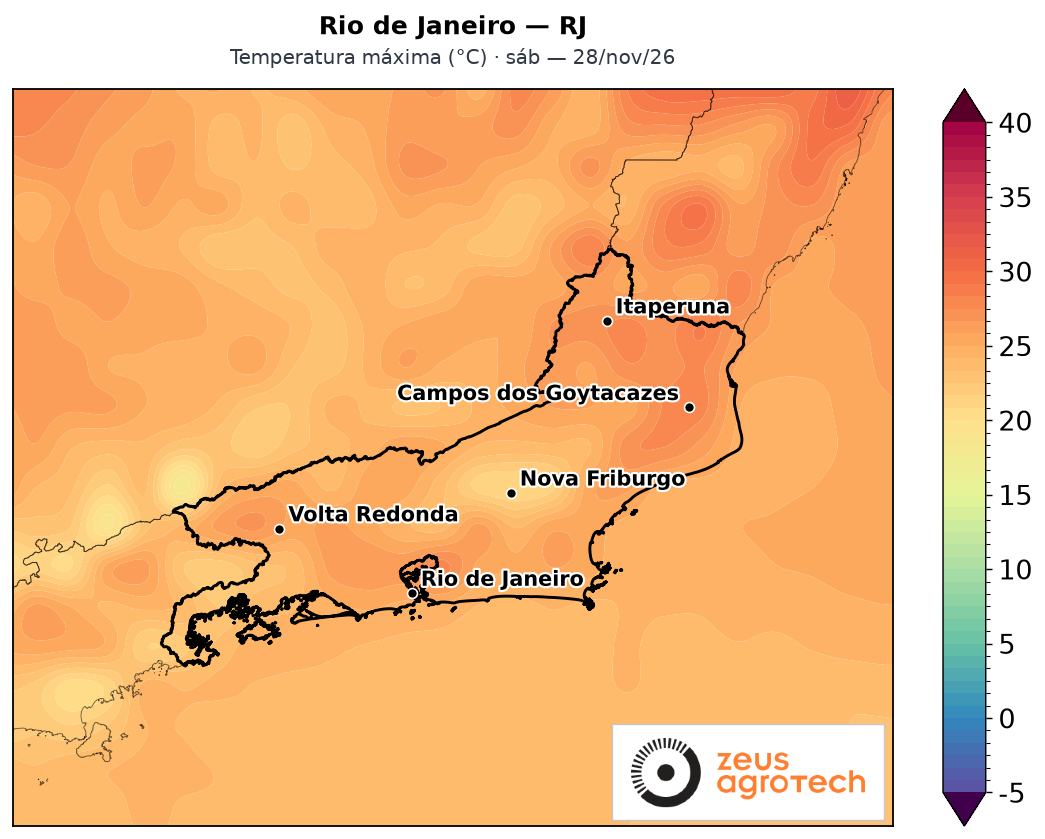 Rio de Janeiro — RJ
Temperatura máxima (°C) · sáb — 28/nov/26
40
35
30
25
20
15
10
5
0
-5
Itaperuna
Campos dos Goytacazes
Nova Friburgo
Volta Redonda
Rio de Janeiro
zeus
agrotech